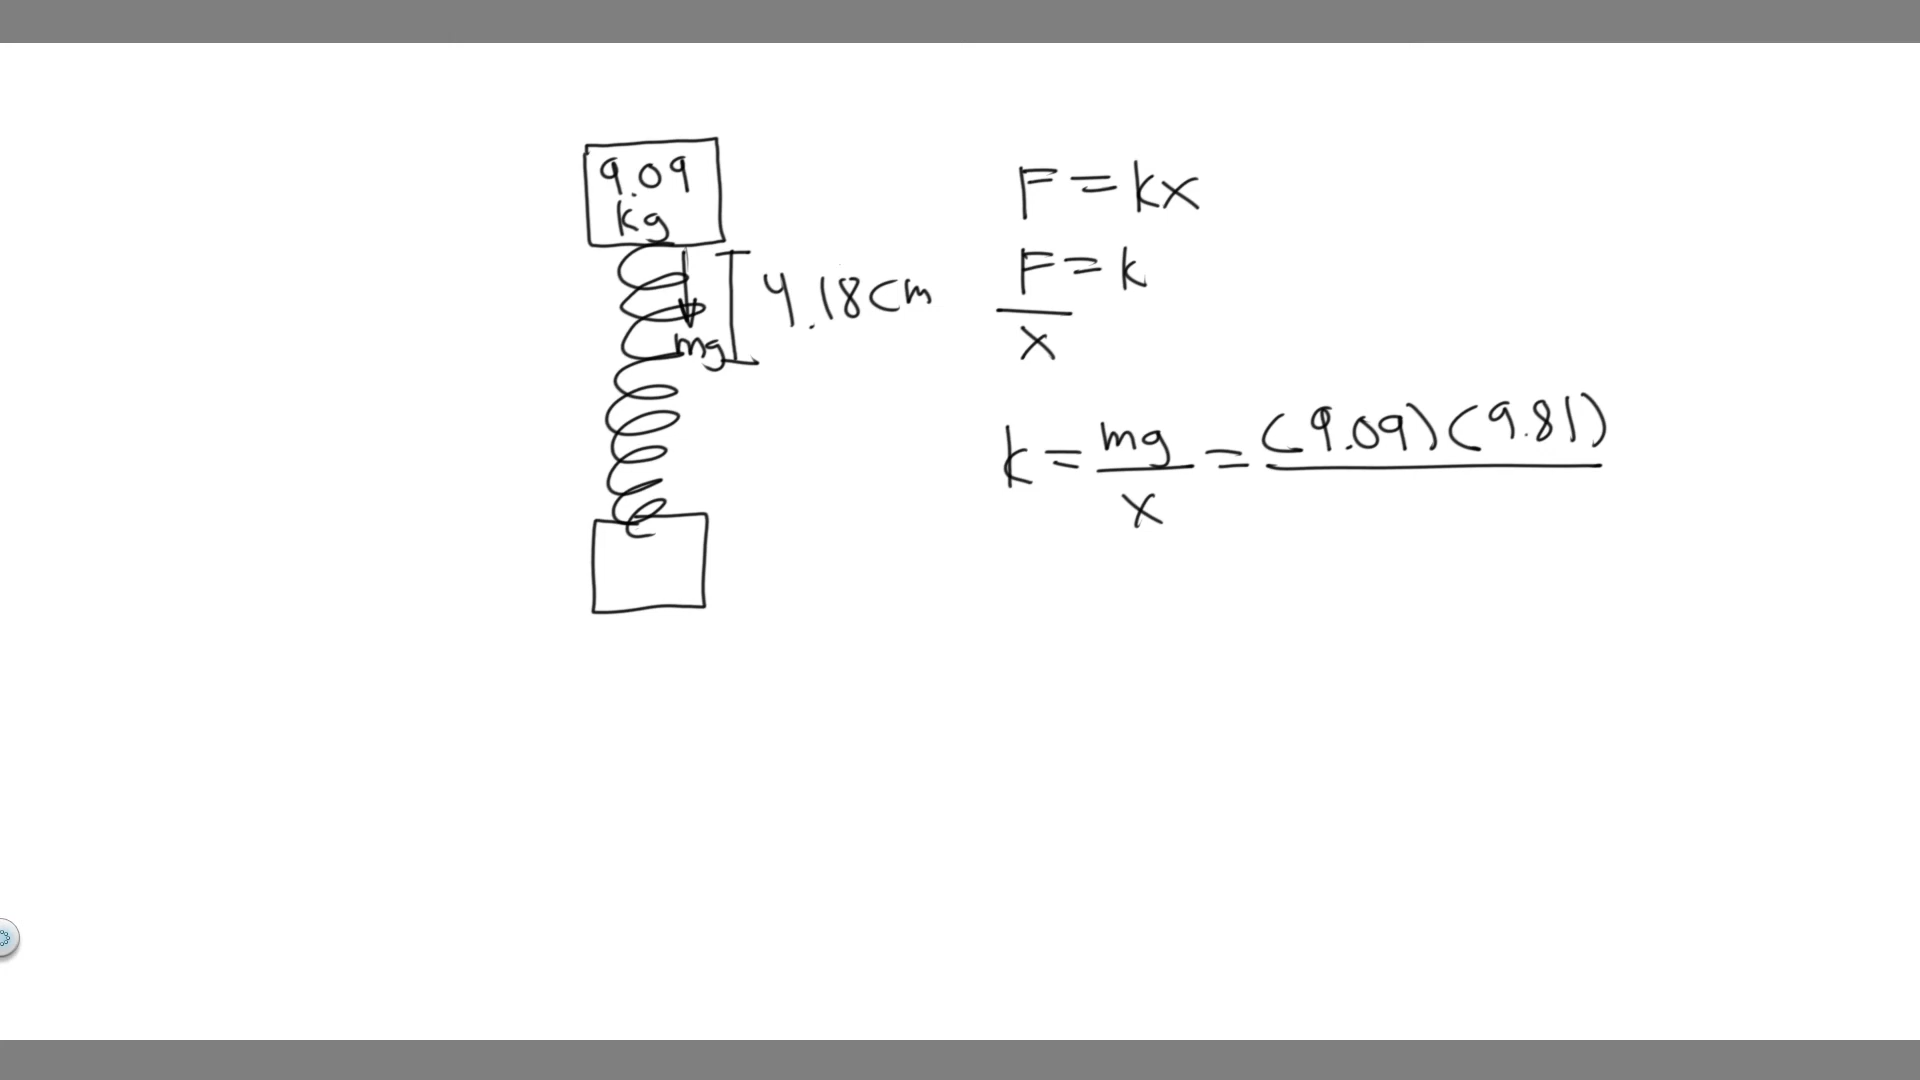 9.09
kg
mg
4.18cm
F=kx
F=k
x
k=mg=(9.09)(9.81)
x